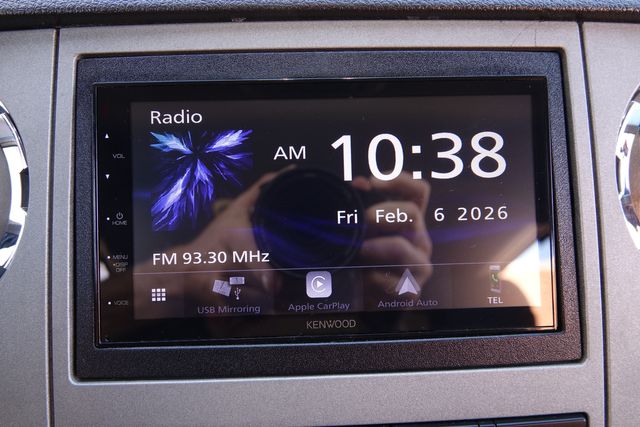 Radio
AM 10:38
Fri Feb. 6 2026
FM 93.30 MHz
VOL
HOME
MENU
DISP OFF
VOICE
USB Mirroring
Apple CarPlay
Android Auto
TEL
KENWOOD